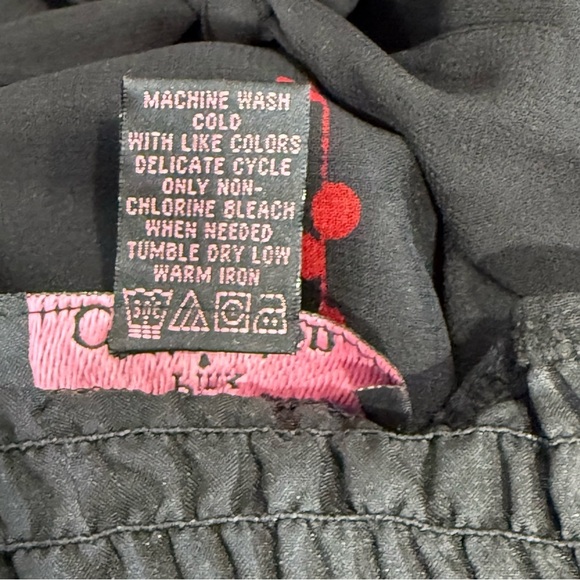 MACHINE WASH
COLD
WITH LIKE COLORS
DELICATE CYCLE
ONLY NON-
CHLORINE BLEACH
WHEN NEEDED
TUMBLE DRY LOW
WARM IRON